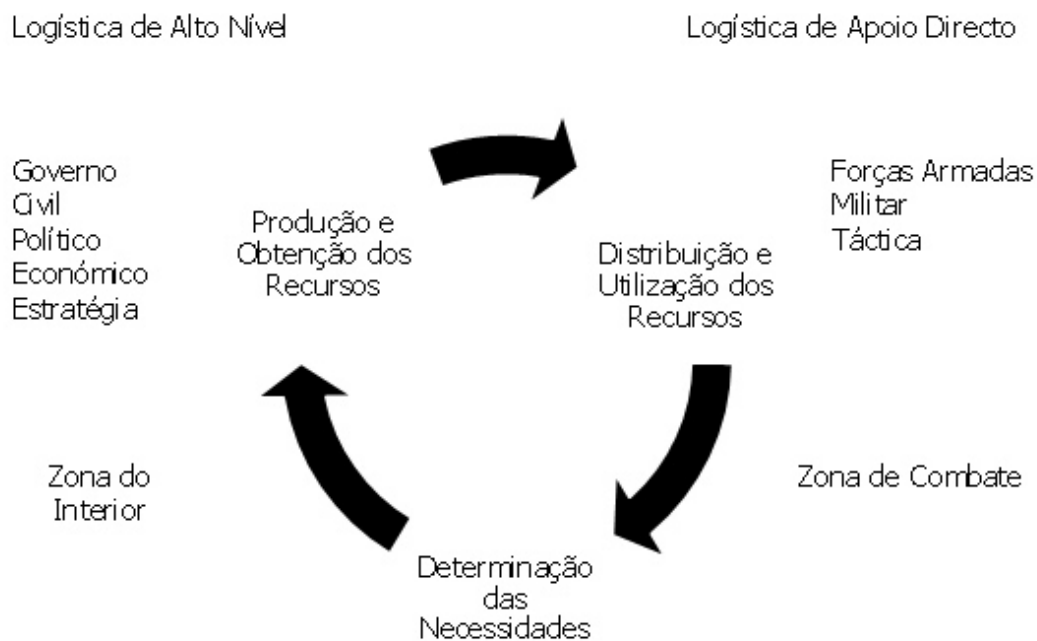 Logística de Alto Nível
Logística de Apoio Directo
Governo
Civil
Político
Económico
Estratégia
Produção e
Obtenção dos
Recursos
Distribuição e
Utilização dos
Recursos
Forças Armadas
Militar
Táctica
Zona do
Interior
Zona de Combate
Determinação
das
Necessidades